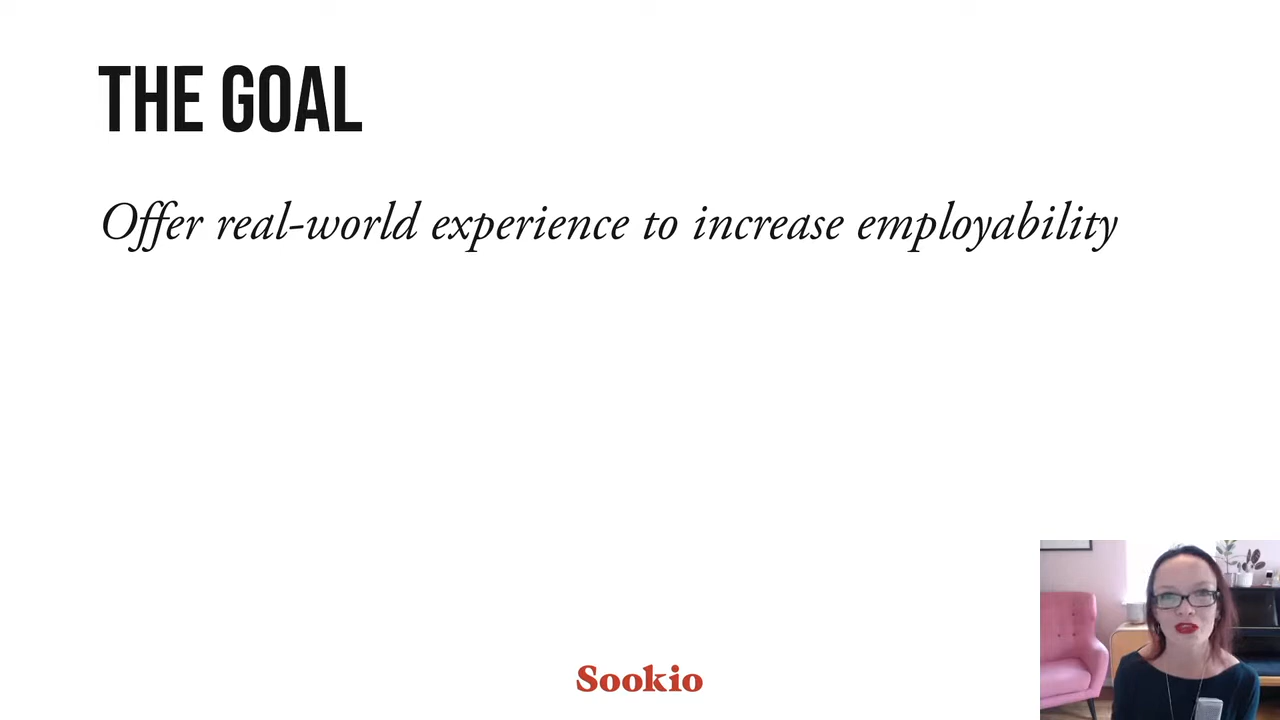 THE GOAL
Offer real-world experience to increase employability
Sookio